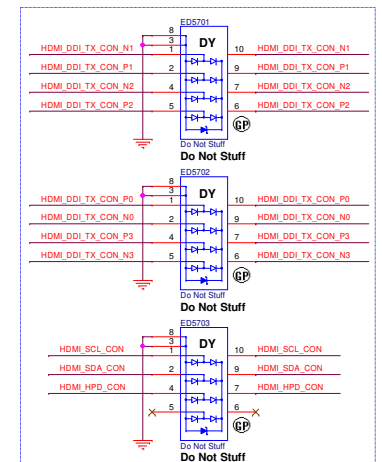 ED5701
DY
8
3
HDMI_DDI_TX_CON_N1 1 10 HDMI_DDI_TX_CON_N1
HDMI_DDI_TX_CON_P1 2 9 HDMI_DDI_TX_CON_P1
HDMI_DDI_TX_CON_N2 4 7 HDMI_DDI_TX_CON_N2
HDMI_DDI_TX_CON_P2 5 6 HDMI_DDI_TX_CON_P2
GP
Do Not Stuff
Do Not Stuff
ED5702
DY
8
3
HDMI_DDI_TX_CON_P0 1 10 HDMI_DDI_TX_CON_P0
HDMI_DDI_TX_CON_N0 2 9 HDMI_DDI_TX_CON_N0
HDMI_DDI_TX_CON_P3 4 7 HDMI_DDI_TX_CON_P3
HDMI_DDI_TX_CON_N3 5 6 HDMI_DDI_TX_CON_N3
GP
Do Not Stuff
Do Not Stuff
ED5703
DY
8
3
HDMI_SCL_CON 1 10 HDMI_SCL_CON
HDMI_SDA_CON 2 9 HDMI_SDA_CON
HDMI_HPD_CON 4 7 HDMI_HPD_CON
5 6
GP
Do Not Stuff
Do Not Stuff